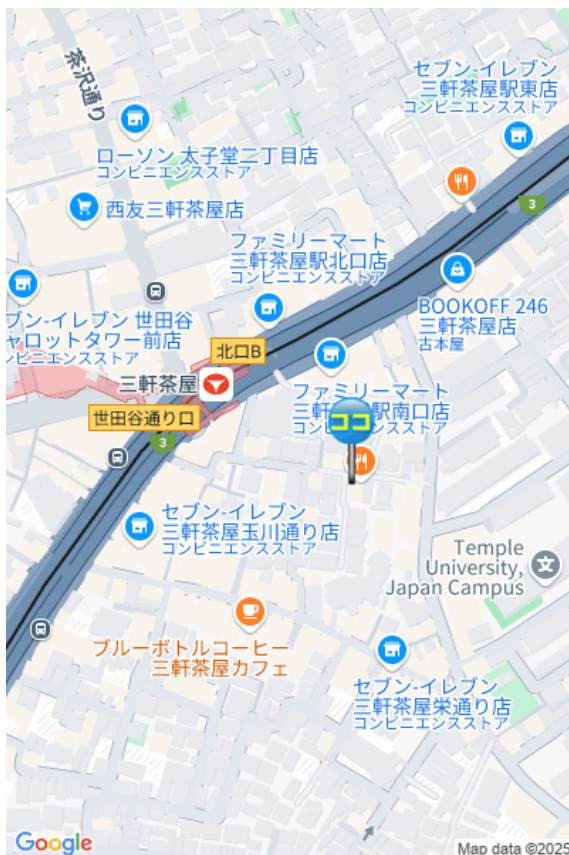 茶沢通り
セブン-イレブン
三軒茶屋駅東店
コンビニエンスストア
ローソン 太子堂二丁目店
コンビニエンスストア
西友三軒茶屋店
3
ファミリーマート
三軒茶屋駅北口店
コンビニエンスストア
ブン-イレブン 世田谷
ャロットタワー前店
ンビニエンスストア
BOOKOFF 246
三軒茶屋店
古本屋
北口B
三軒茶屋
ファミリーマート
駅南口店
ココ
世田谷通り口
3
セブン-イレブン
三軒茶屋玉川通り店
コンビニエンスストア
Temple
University,
Japan Campus
ブルーボトルコーヒー
三軒茶屋カフェ
セブン-イレブン
三軒茶屋栄通り店
コンビニエンスストア
Google
Map data ©2025